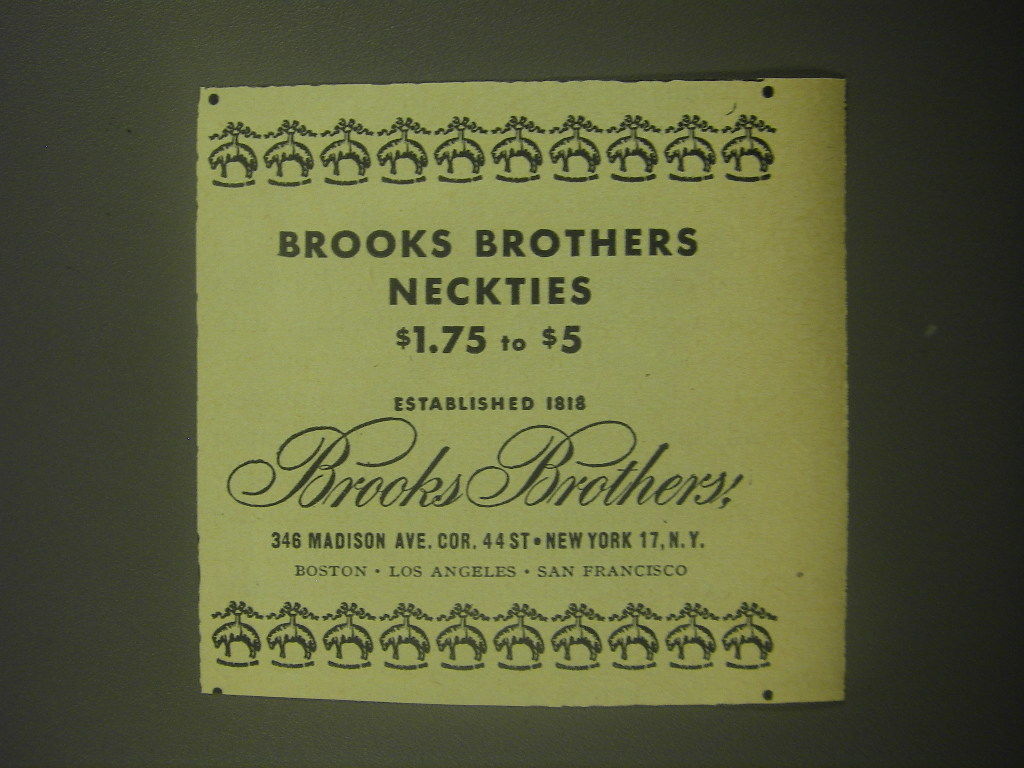 BROOKS BROTHERS
NECKTIES
$1.75 to $5
ESTABLISHED 1818
Brooks Brothers,
346 MADISON AVE. COR. 44 ST • NEW YORK 17, N.Y.
BOSTON • LOS ANGELES • SAN FRANCISCO